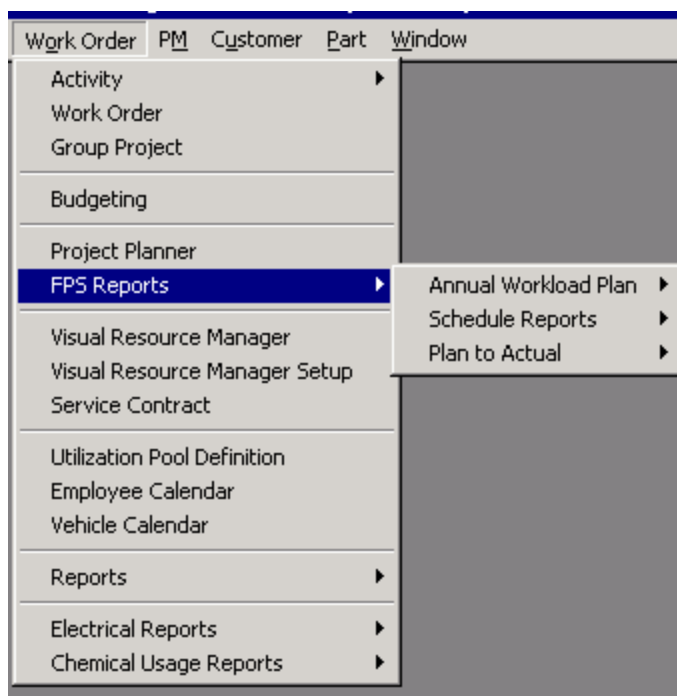 Work Order PM Customer Part Window
Activity
Work Order
Group Project
Budgeting
Project Planner
FPS Reports
Annual Workload Plan
Schedule Reports
Plan to Actual
Visual Resource Manager
Visual Resource Manager Setup
Service Contract
Utilization Pool Definition
Employee Calendar
Vehicle Calendar
Reports
Electrical Reports
Chemical Usage Reports